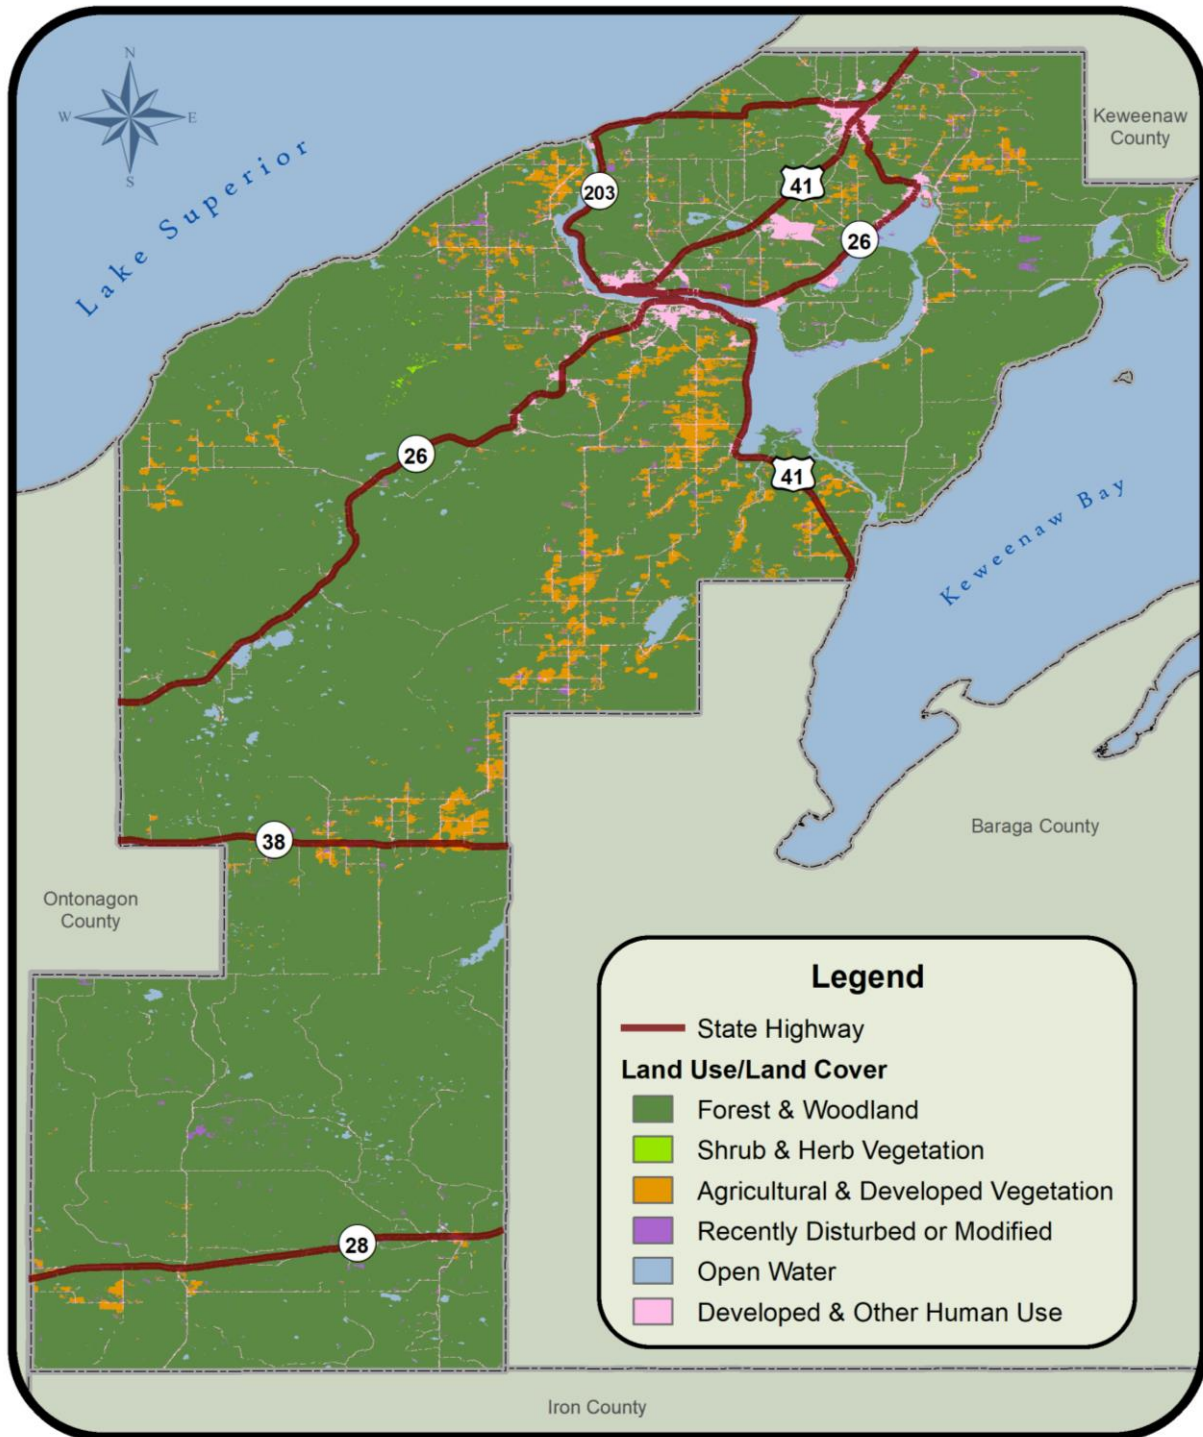 N
W
E
S
Lake Superior
Keweenaw
County
203
41
26
26
41
Keweenaw Bay
38
Baraga County
Ontonagon
County
28
Legend
State Highway
Land Use/Land Cover
Forest & Woodland
Shrub & Herb Vegetation
Agricultural & Developed Vegetation
Recently Disturbed or Modified
Open Water
Developed & Other Human Use
Iron County